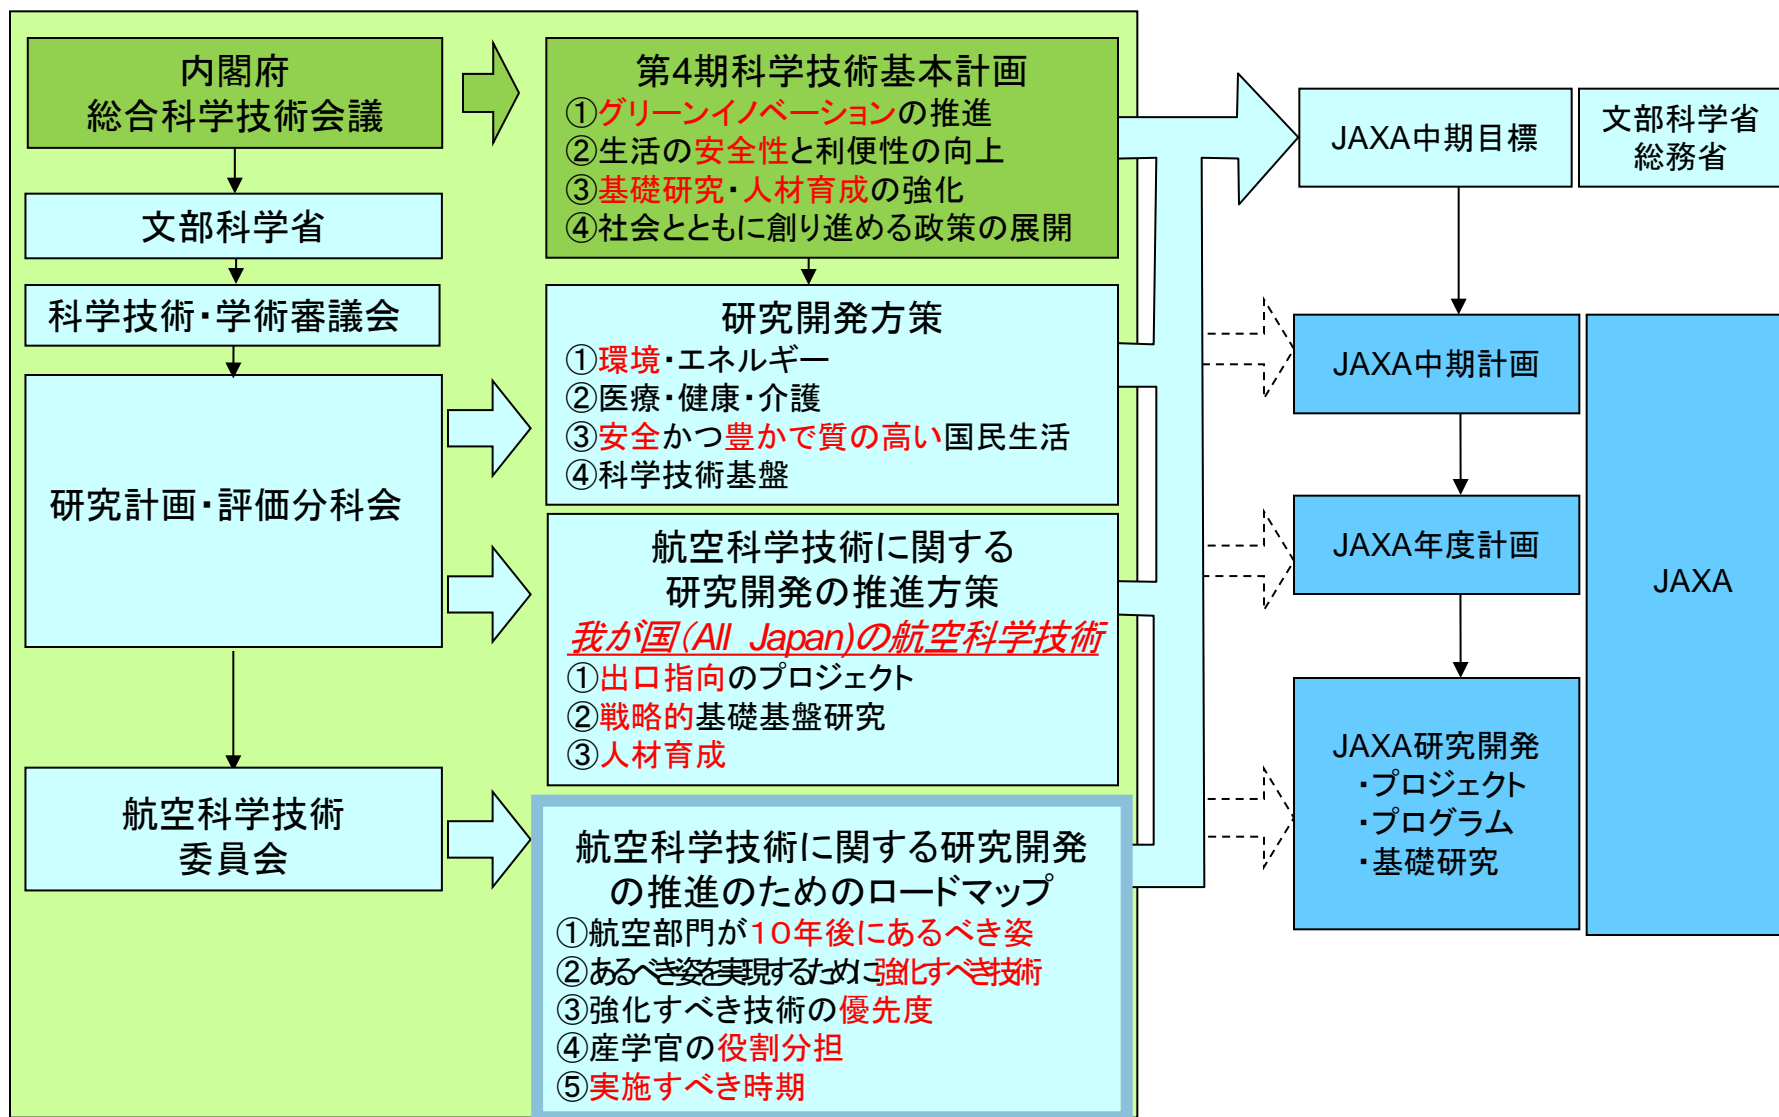 内閣府
総合科学技術会議
文部科学省
科学技術・学術審議会
研究計画・評価分科会
航空科学技術
委員会
第4期科学技術基本計画
①グリーンイノベーションの推進
②生活の安全性と利便性の向上
③基礎研究・人材育成の強化
④社会とともに創り進める政策の展開
研究開発方策
①環境・エネルギー
②医療・健康・介護
③安全かつ豊かで質の高い国民生活
④科学技術基盤
航空科学技術に関する
研究開発の推進方策
我が国(All Japan)の航空科学技術
①出口指向のプロジェクト
②戦略的基礎基盤研究
③人材育成
航空科学技術に関する研究開発
の推進のためのロードマップ
①航空部門が１０年後にあるべき姿
②あるべき姿を実現するために強化すべき技術
③強化すべき技術の優先度
④産学官の役割分担
⑤実施すべき時期
JAXA中期目標
文部科学省
総務省
JAXA中期計画
JAXA年度計画
JAXA研究開発
・プロジェクト
・プログラム
・基礎研究
JAXA